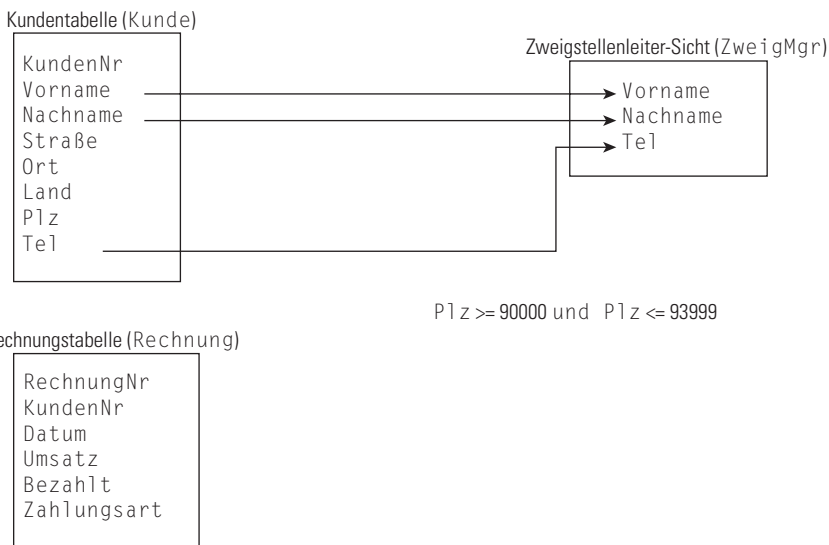 Kundentabelle (Kunde)
KundenNr
Vorname
Nachname
Straße
Ort
Land
Plz
Tel
Zweigstellenleiter-Sicht (ZweigMgr)
Vorname
Nachname
Tel
Plz >= 90000 und Plz <= 93999
echnungstabelle (Rechnung)
RechnungNr
KundenNr
Datum
Umsatz
Bezahlt
Zahlungsart